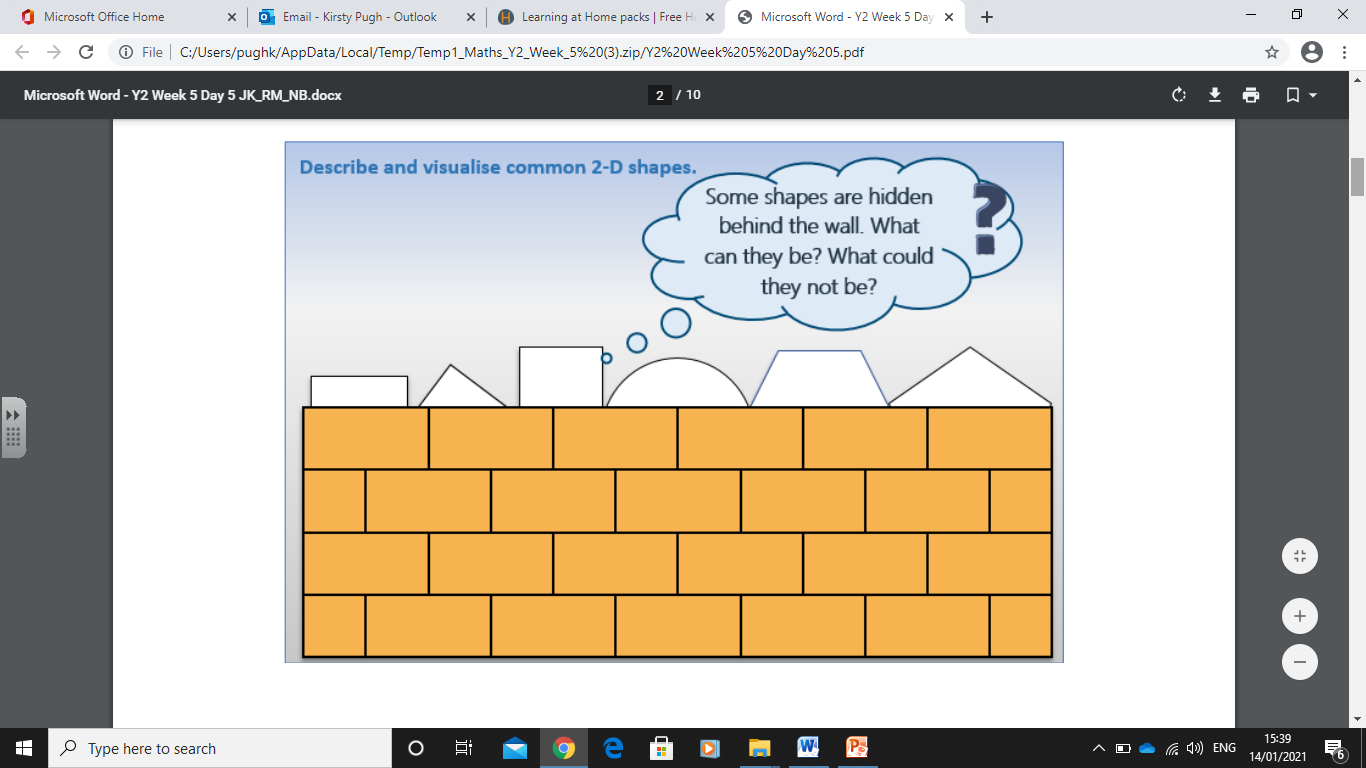 Microsoft Office Home
Email - Kirsty Pugh - Outlook
Learning at Home packs | Free Ho
Microsoft Word - Y2 Week 5 Day
File | C:/Users/pughk/AppData/Local/Temp/Temp1_Maths_Y2_Week_5%20(3).zip/Y2%20Week%205%20Day%205.pdf
Microsoft Word - Y2 Week 5 Day 5 JK_RM_NB.docx
2 / 10
Describe and visualise common 2-D shapes.
Some shapes are hidden
behind the wall. What
can they be? What could
they not be?
?
Type here to search
ENG
15:39
14/01/2021
6